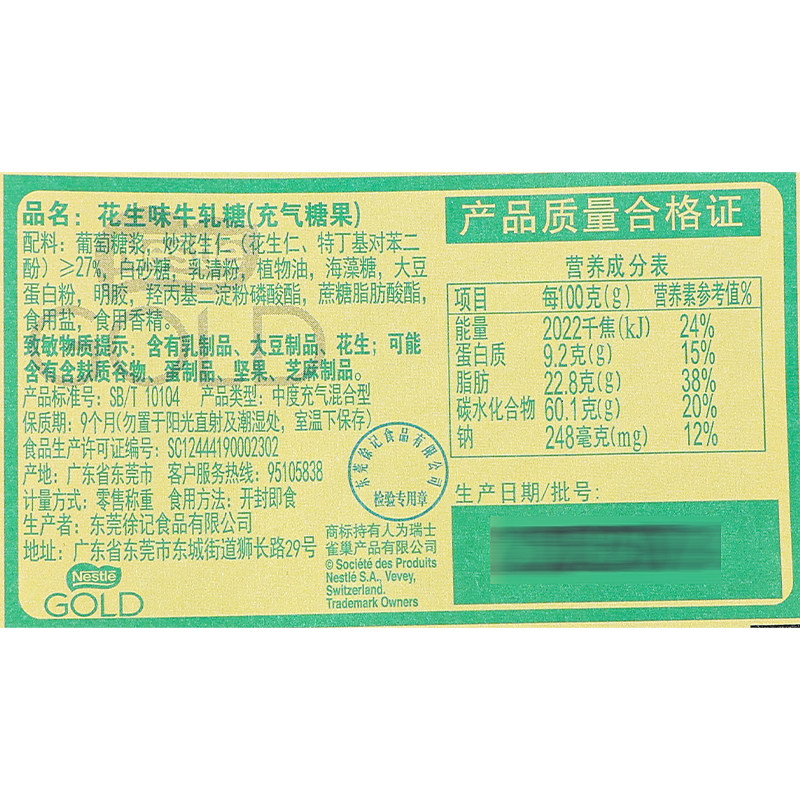 品名：花生味牛轧糖(充气糖果)
配料：葡萄糖浆，炒花生仁（花生仁、特丁基对苯二
酚）≥27%，白砂糖，乳清粉，植物油，海藻糖，大豆
蛋白粉，明胶，羟丙基二淀粉磷酸酯，蔗糖脂肪酸酯，
食用盐，食用香精。
致敏物质提示：含有乳制品、大豆制品、花生；可能
含有含麸质谷物、蛋制品、坚果、芝麻制品。
产品标准号：SB/T 10104 产品类型：中度充气混合型
保质期：9个月(勿置于阳光直射及潮湿处，室温下保存)
食品生产许可证编号：SC12444190002302
产地：广东省东莞市 客户服务热线：95105838
计量方式：零售称重 食用方法：开封即食
生产者：东莞徐记食品有限公司
地址：广东省东莞市东城街道狮长路29号
Nestlé
GOLD
GOLD
东莞徐记食品有限公司
检验专用章
商标持有人为瑞士
雀巢产品有限公司
© Société des Produits
Nestlé S.A., Vevey,
Switzerland.
Trademark Owners
产品质量合格证
营养成分表
项目 每100克(g) 营养素参考值%
能量 2022千焦(kJ) 24%
蛋白质 9.2克(g) 15%
脂肪 22.8克(g) 38%
碳水化合物 60.1克(g) 20%
钠 248毫克(mg) 12%
生产日期/批号：